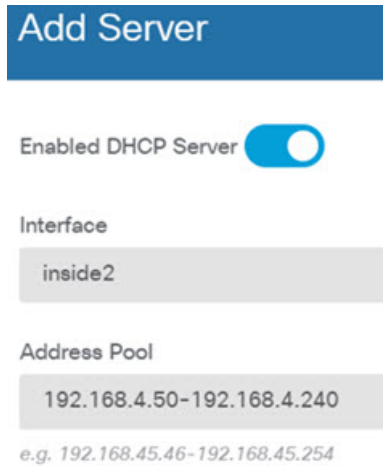 Add Server
Enabled DHCP Server
Interface
inside2
Address Pool
192.168.4.50-192.168.4.240
e.g. 192.168.45.46-192.168.45.254